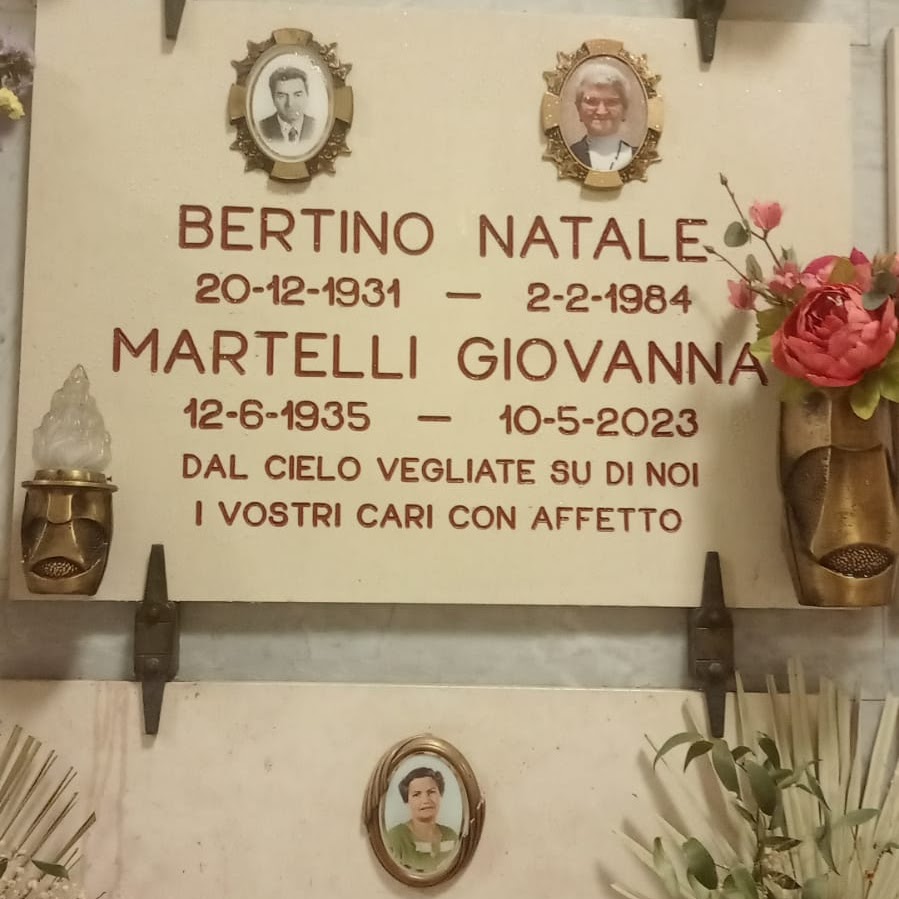 BERTINO NATALE
20-12-1931 — 2-2-1984
MARTELLI GIOVANNA
12-6-1935 — 10-5-2023
DAL CIELO VEGLIATE SU DI NOI
I VOSTRI CARI CON AFFETTO